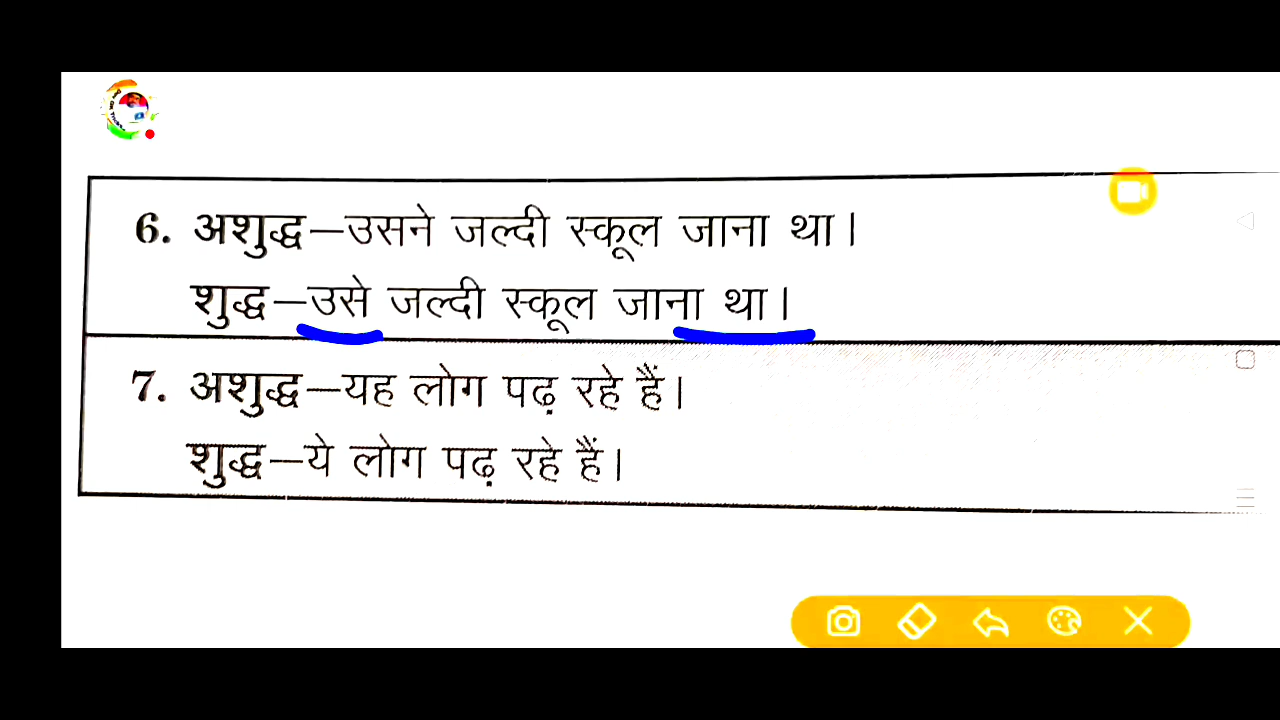 6. अशुद्ध–उसने जल्दी स्कूल जाना था।
शुद्ध–उसे जल्दी स्कूल जाना था।
7. अशुद्ध–यह लोग पढ़ रहे हैं।
शुद्ध–ये लोग पढ़ रहे हैं।